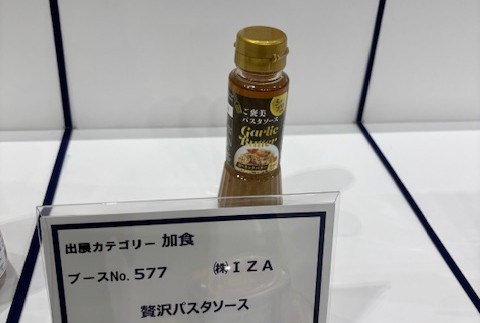 ご褒美
パスタソース
Garlic
Butter
出展カテゴリー 加食
ブースNo. 577 ㈱IZA
贅沢パスタソース